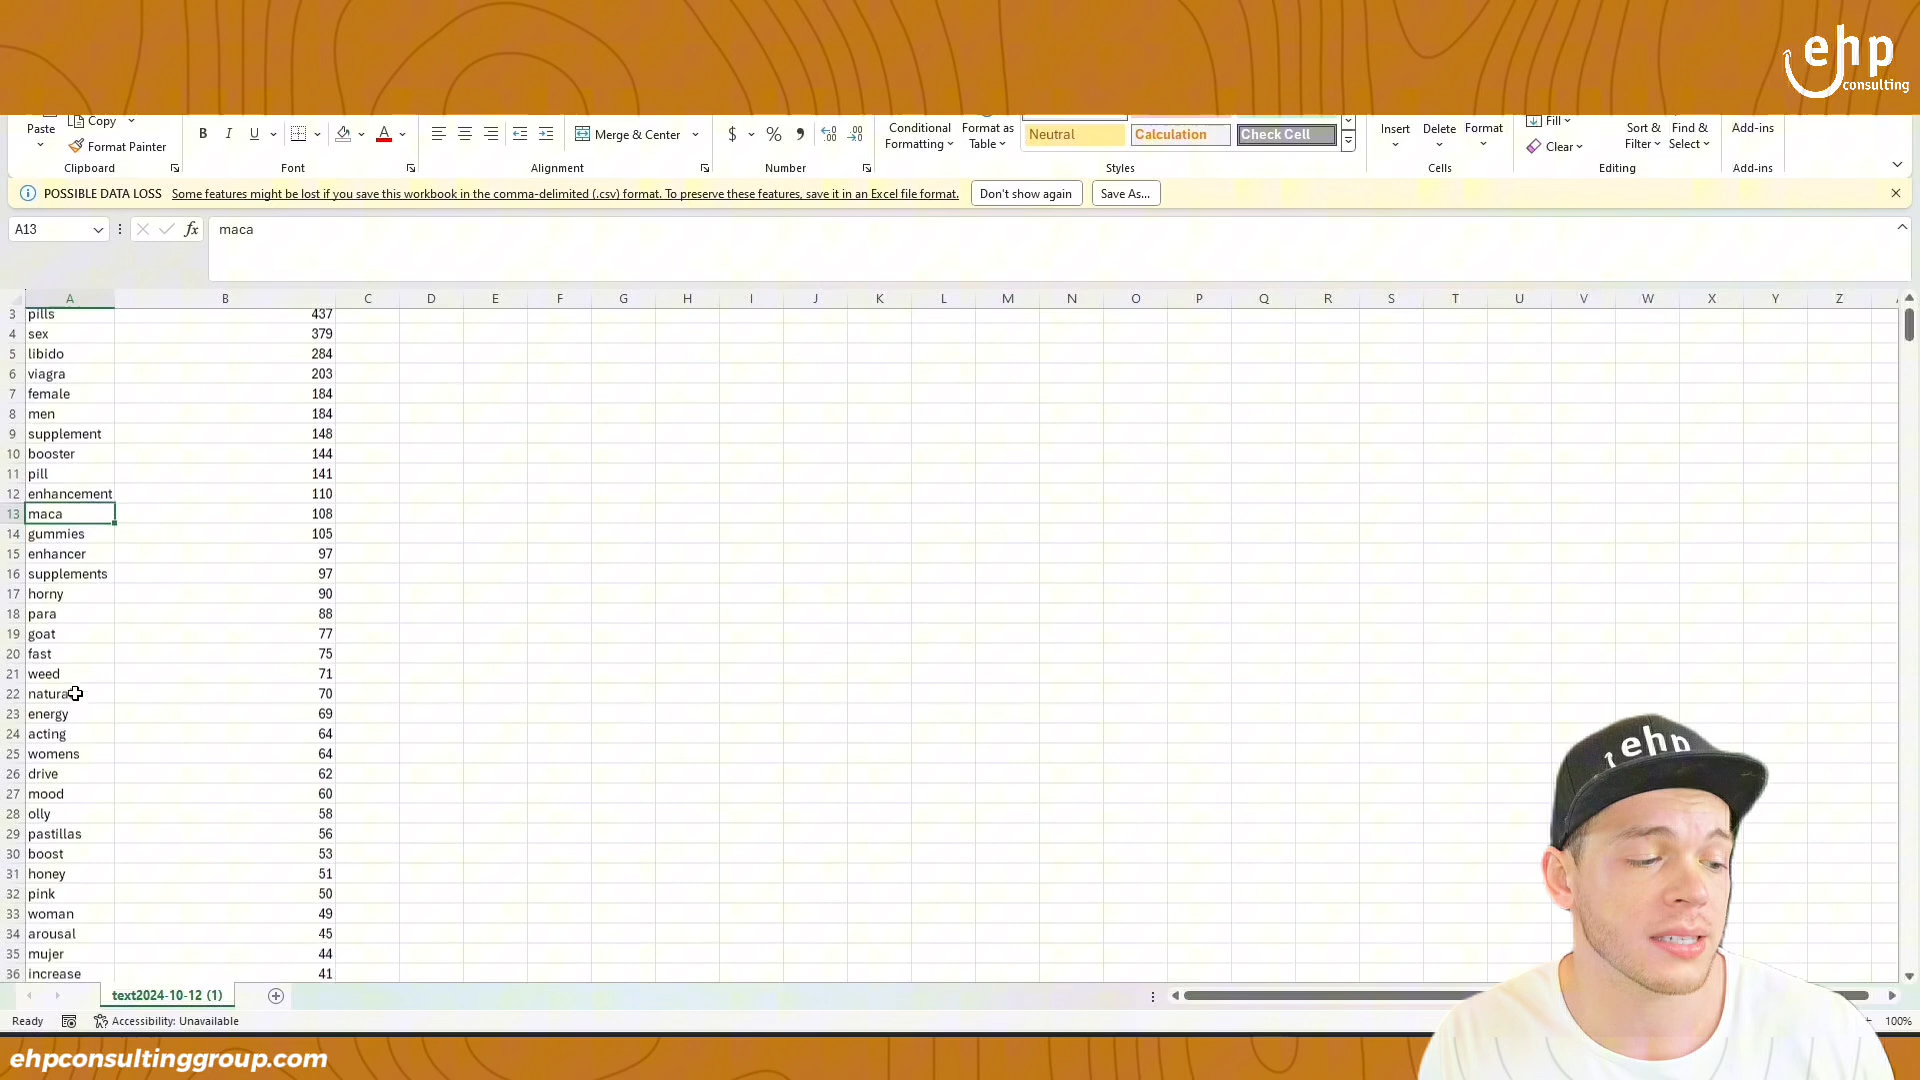 ehp
consulting
Paste
Copy
Format Painter
Clipboard
B I U
A
Font
Merge & Center
Alignment
$ % 9
Number
Conditional Formatting
Format as Table
Neutral
Calculation
Check Cell
Styles
Insert
Delete
Format
Cells
Fill
Clear
Sort & Filter
Find & Select
Editing
Add-ins
Add-ins
POSSIBLE DATA LOSS Some features might be lost if you save this workbook in the comma-delimited (.csv) format. To preserve these features, save it in an Excel file format. Don't show again Save As...
A13 fx maca
A B C D E F G H I J K L M N O P Q R S T U V W X Y Z
3 pills 437
4 sex 379
5 libido 284
6 viagra 203
7 female 184
8 men 184
9 supplement 148
10 booster 144
11 pill 141
12 enhancement 110
13 maca 108
14 gummies 105
15 enhancer 97
16 supplements 97
17 horny 90
18 para 88
19 goat 77
20 fast 75
21 weed 71
22 natura 70
23 energy 69
24 acting 64
25 womens 64
26 drive 62
27 mood 60
28 olly 58
29 pastillas 56
30 boost 53
31 honey 51
32 pink 50
33 woman 49
34 arousal 45
35 mujer 44
36 increase 41
text2024-10-12 (1)
Ready Accessibility: Unavailable 100%
ehp
ehpconsultinggroup.com